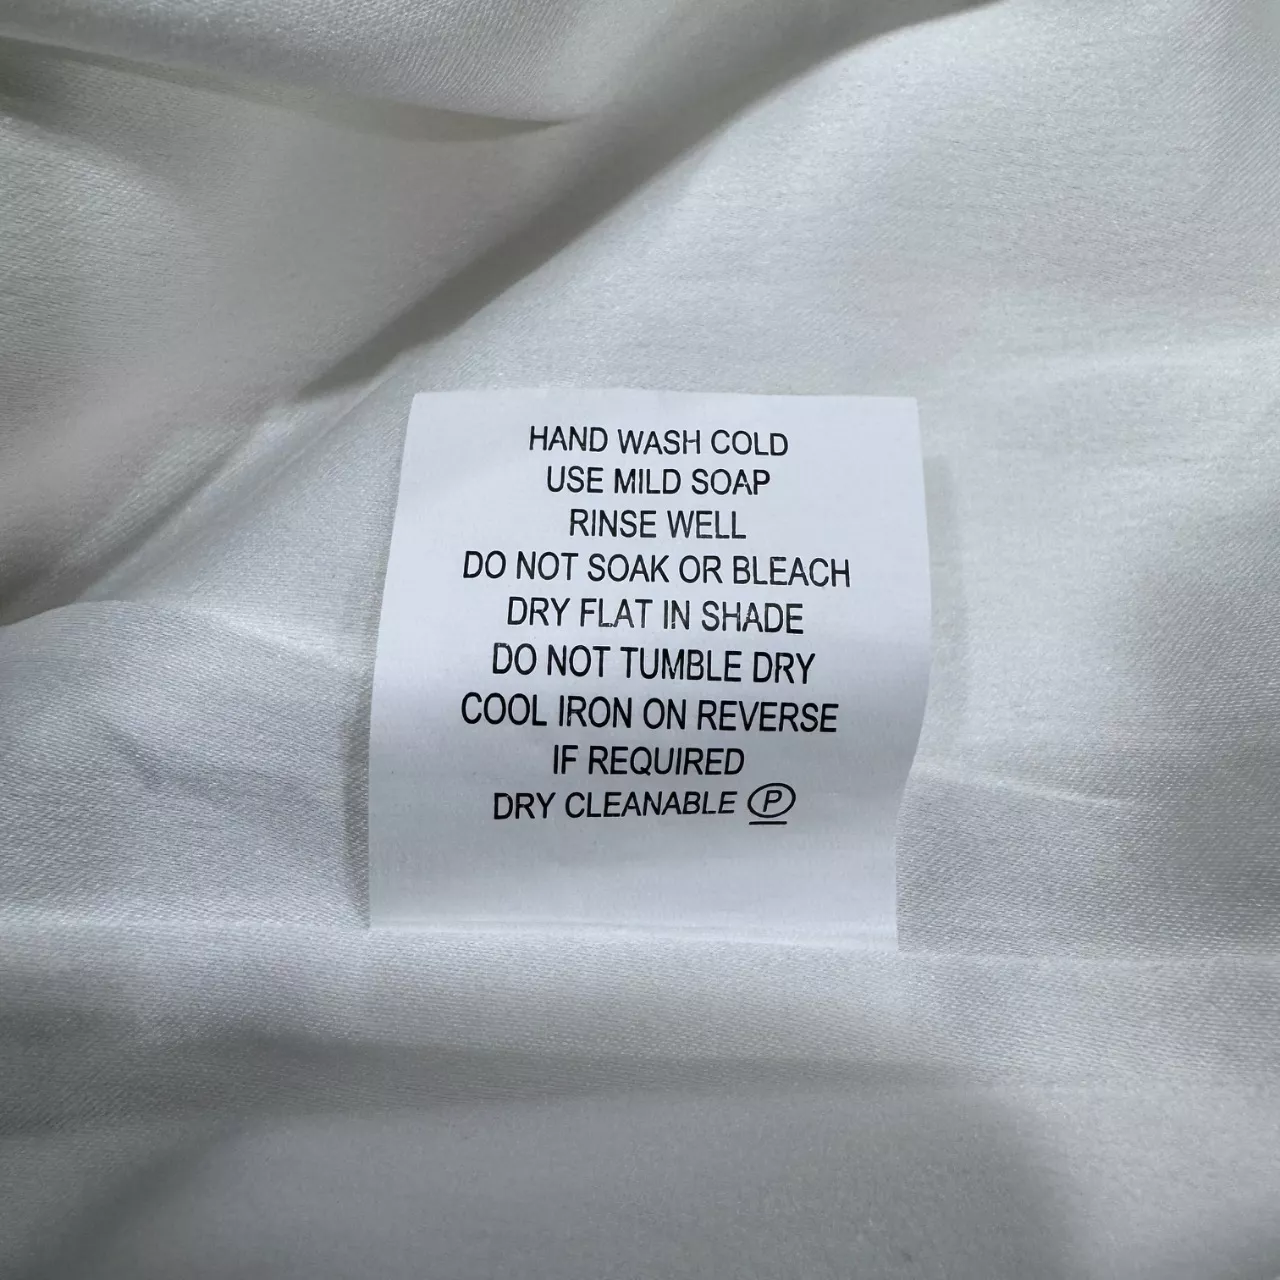 HAND WASH COLD
USE MILD SOAP
RINSE WELL
DO NOT SOAK OR BLEACH
DRY FLAT IN SHADE
DO NOT TUMBLE DRY
COOL IRON ON REVERSE
IF REQUIRED
DRY CLEANABLE P